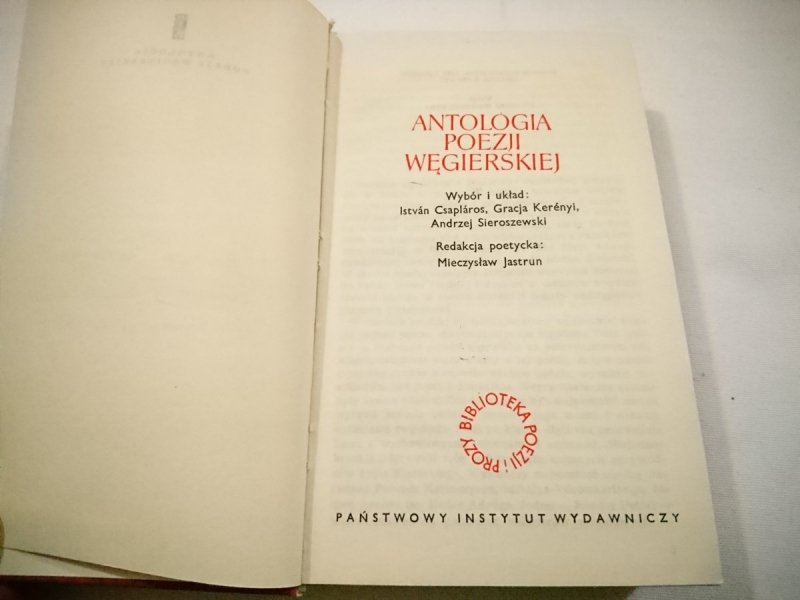 ANTOLOGIA
POEZJI
WĘGIERSKIEJ
Wybór i układ:
István Csapláros, Gracja Kerényi,
Andrzej Sieroszewski
Redakcja poetycka:
Mieczysław Jastrun
BIBLIOTEKA POEZJI i PROZY
PAŃSTWOWY INSTYTUT WYDAWNICZY